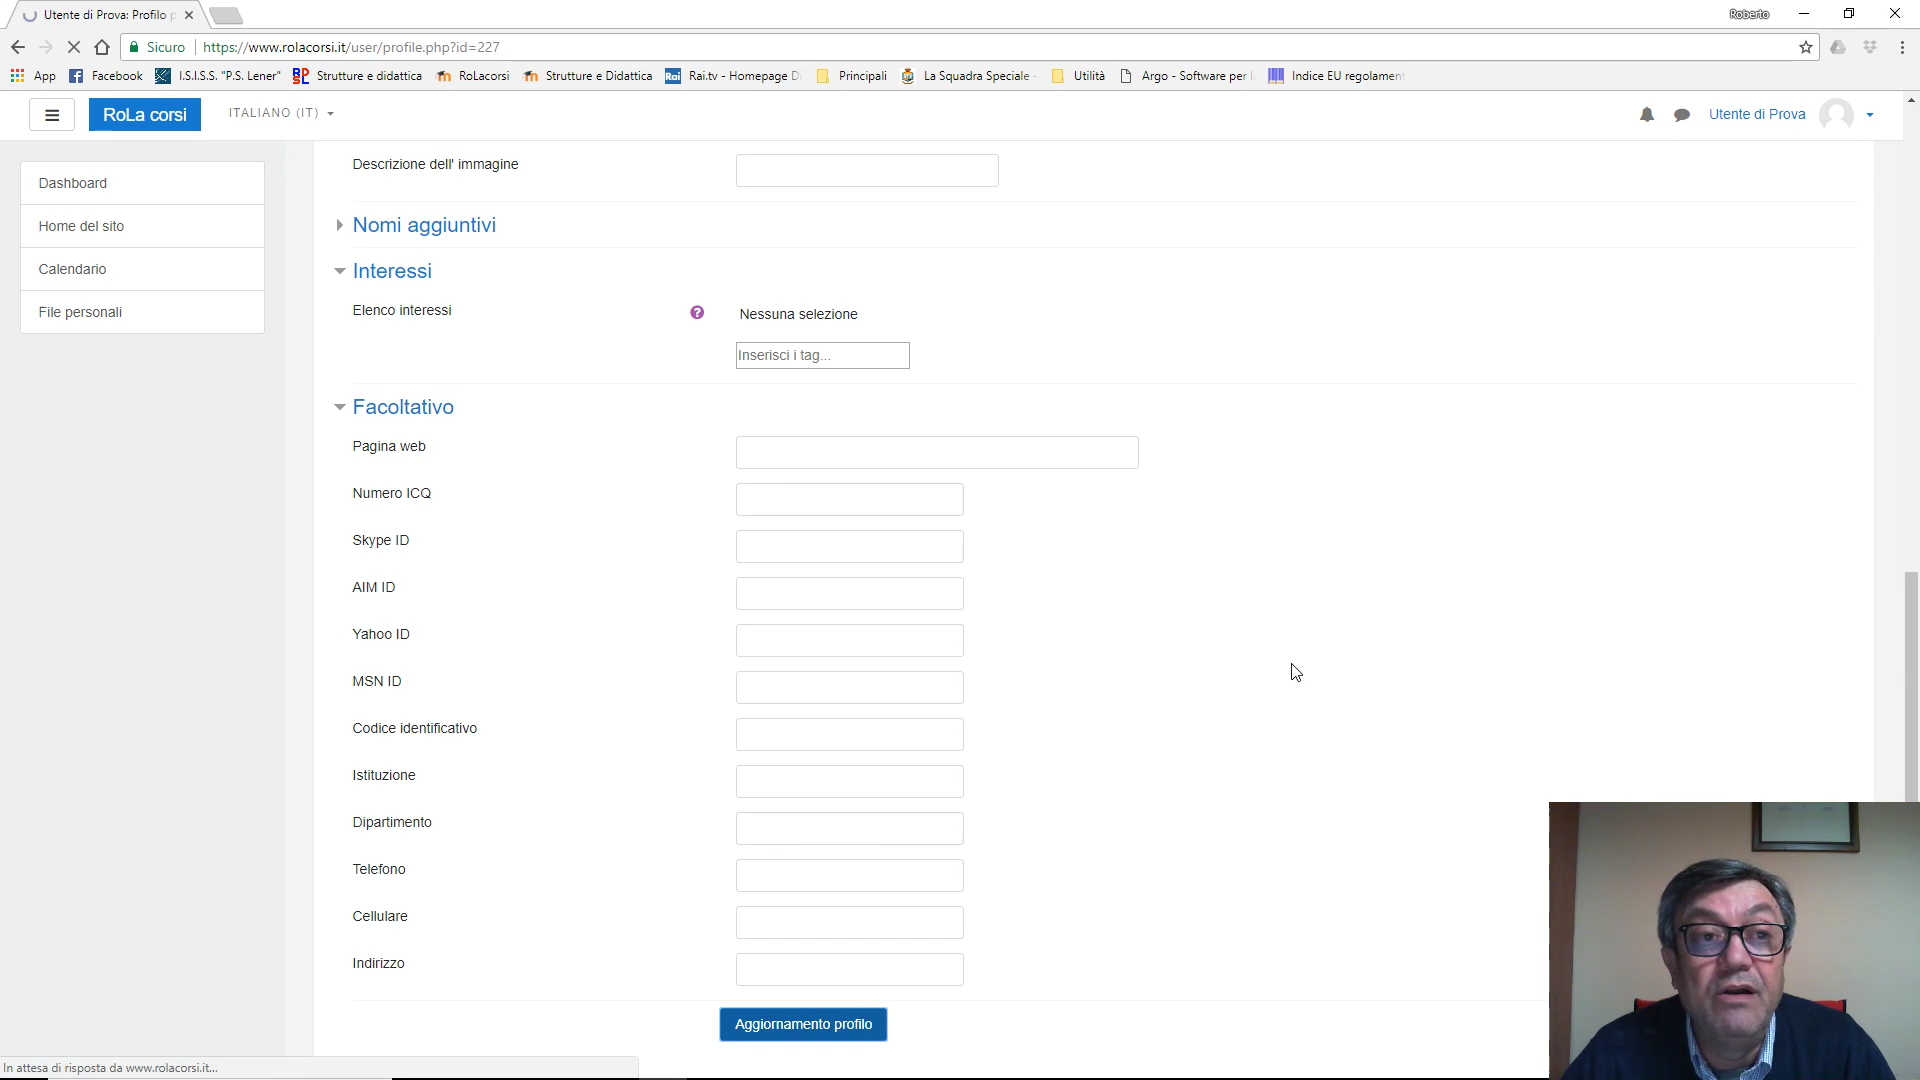 Utente di Prova: Profilo p
Roberto
Sicuro
https://www.rolacorsi.it/user/profile.php?id=227
App
Facebook
I.S.I.S.S. "P.S. Lener"
Strutture e didattica
RoLacorsi
Strutture e Didattica
Rai
Rai.tv - Homepage D
Principali
La Squadra Speciale
Utilità
Argo - Software per
Indice EU regolament
RoLa corsi
ITALIANO (IT)
Utente di Prova
Dashboard
Home del sito
Calendario
File personali
Descrizione dell' immagine
Nomi aggiuntivi
Interessi
Elenco interessi
?
Nessuna selezione
Inserisci i tag...
Facoltativo
Pagina web
Numero ICQ
Skype ID
AIM ID
Yahoo ID
MSN ID
Codice identificativo
Istituzione
Dipartimento
Telefono
Cellulare
Indirizzo
Aggiornamento profilo
In attesa di risposta da www.rolacorsi.it...